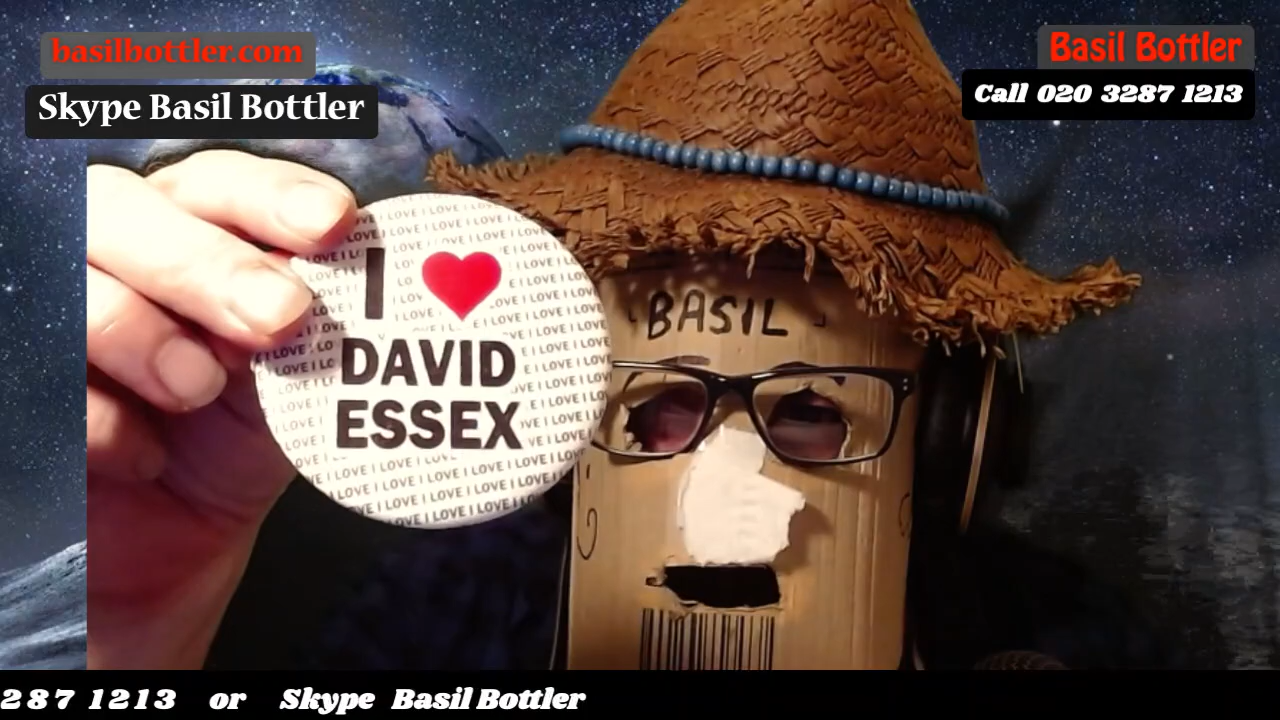 basilbottler.com
Skype Basil Bottler
Basil Bottler
Call 020 3287 1213
I ❤
DAVID
ESSEX
BASIL
287 1213 or Skype Basil Bottler